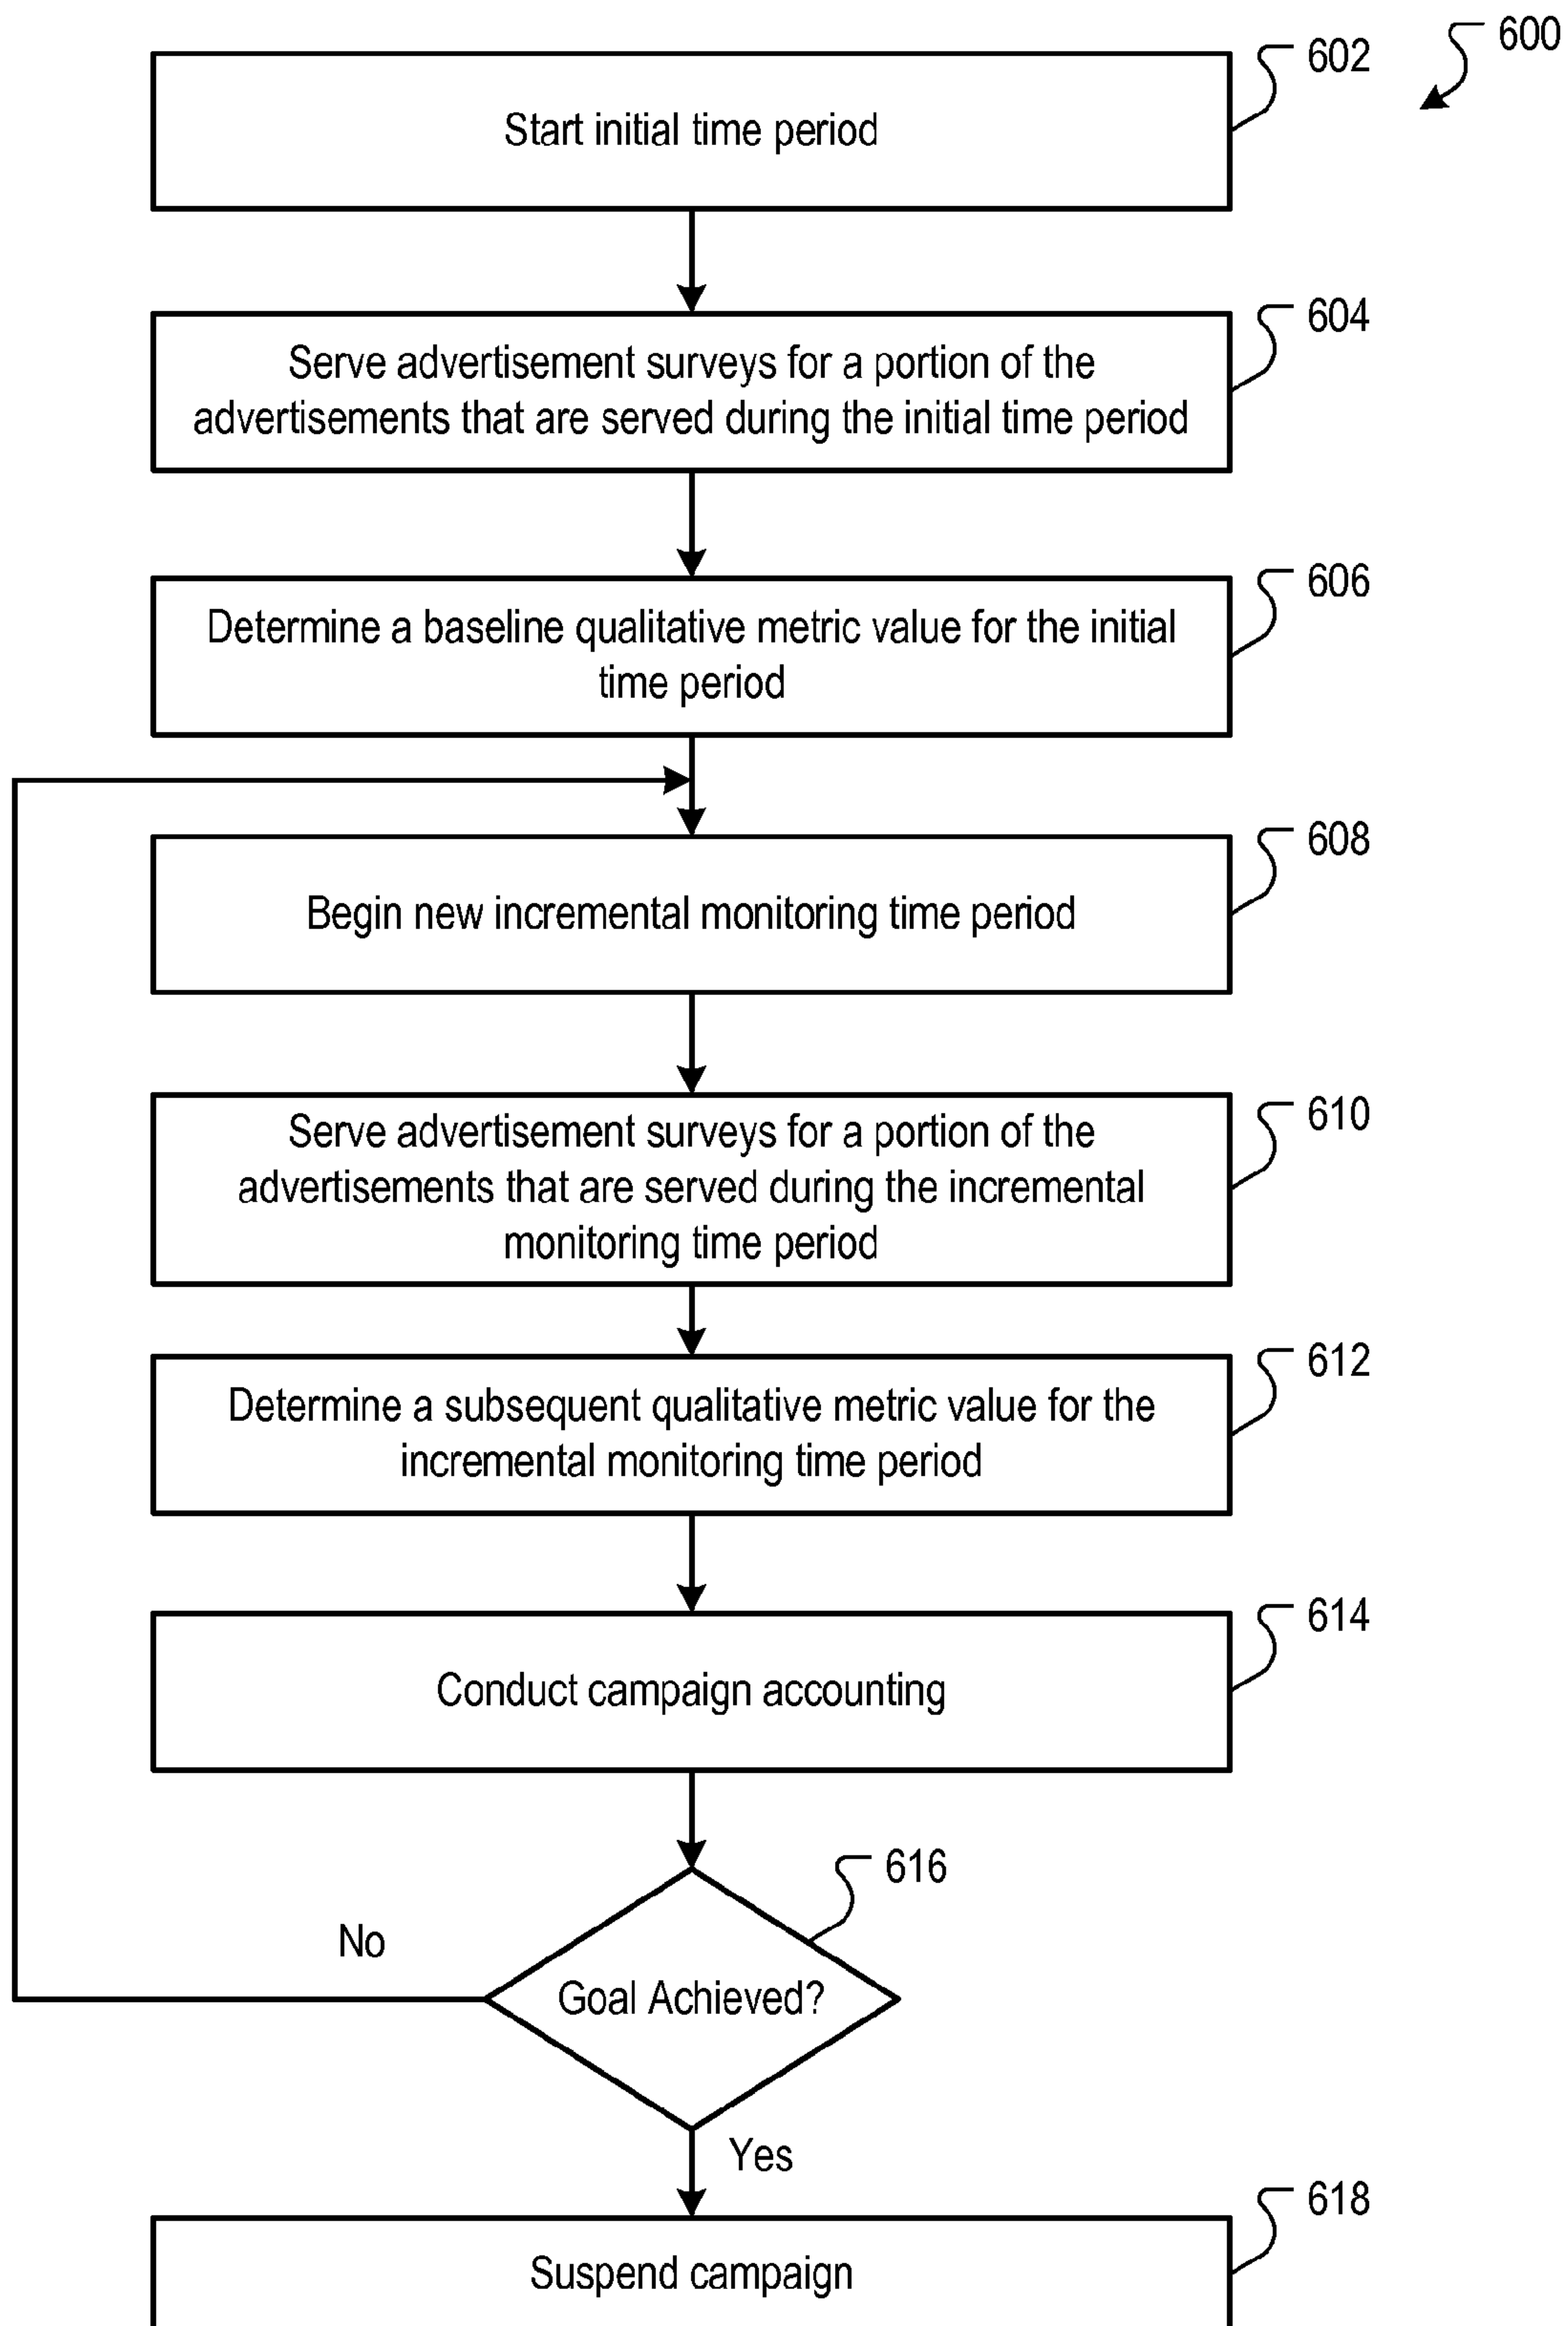 600
602
Start initial time period
604
Serve advertisement surveys for a portion of the
advertisements that are served during the initial time period
606
Determine a baseline qualitative metric value for the initial
time period
608
Begin new incremental monitoring time period
610
Serve advertisement surveys for a portion of the
advertisements that are served during the incremental
monitoring time period
612
Determine a subsequent qualitative metric value for the
incremental monitoring time period
614
Conduct campaign accounting
616
No
Goal Achieved?
Yes
618
Suspend campaign